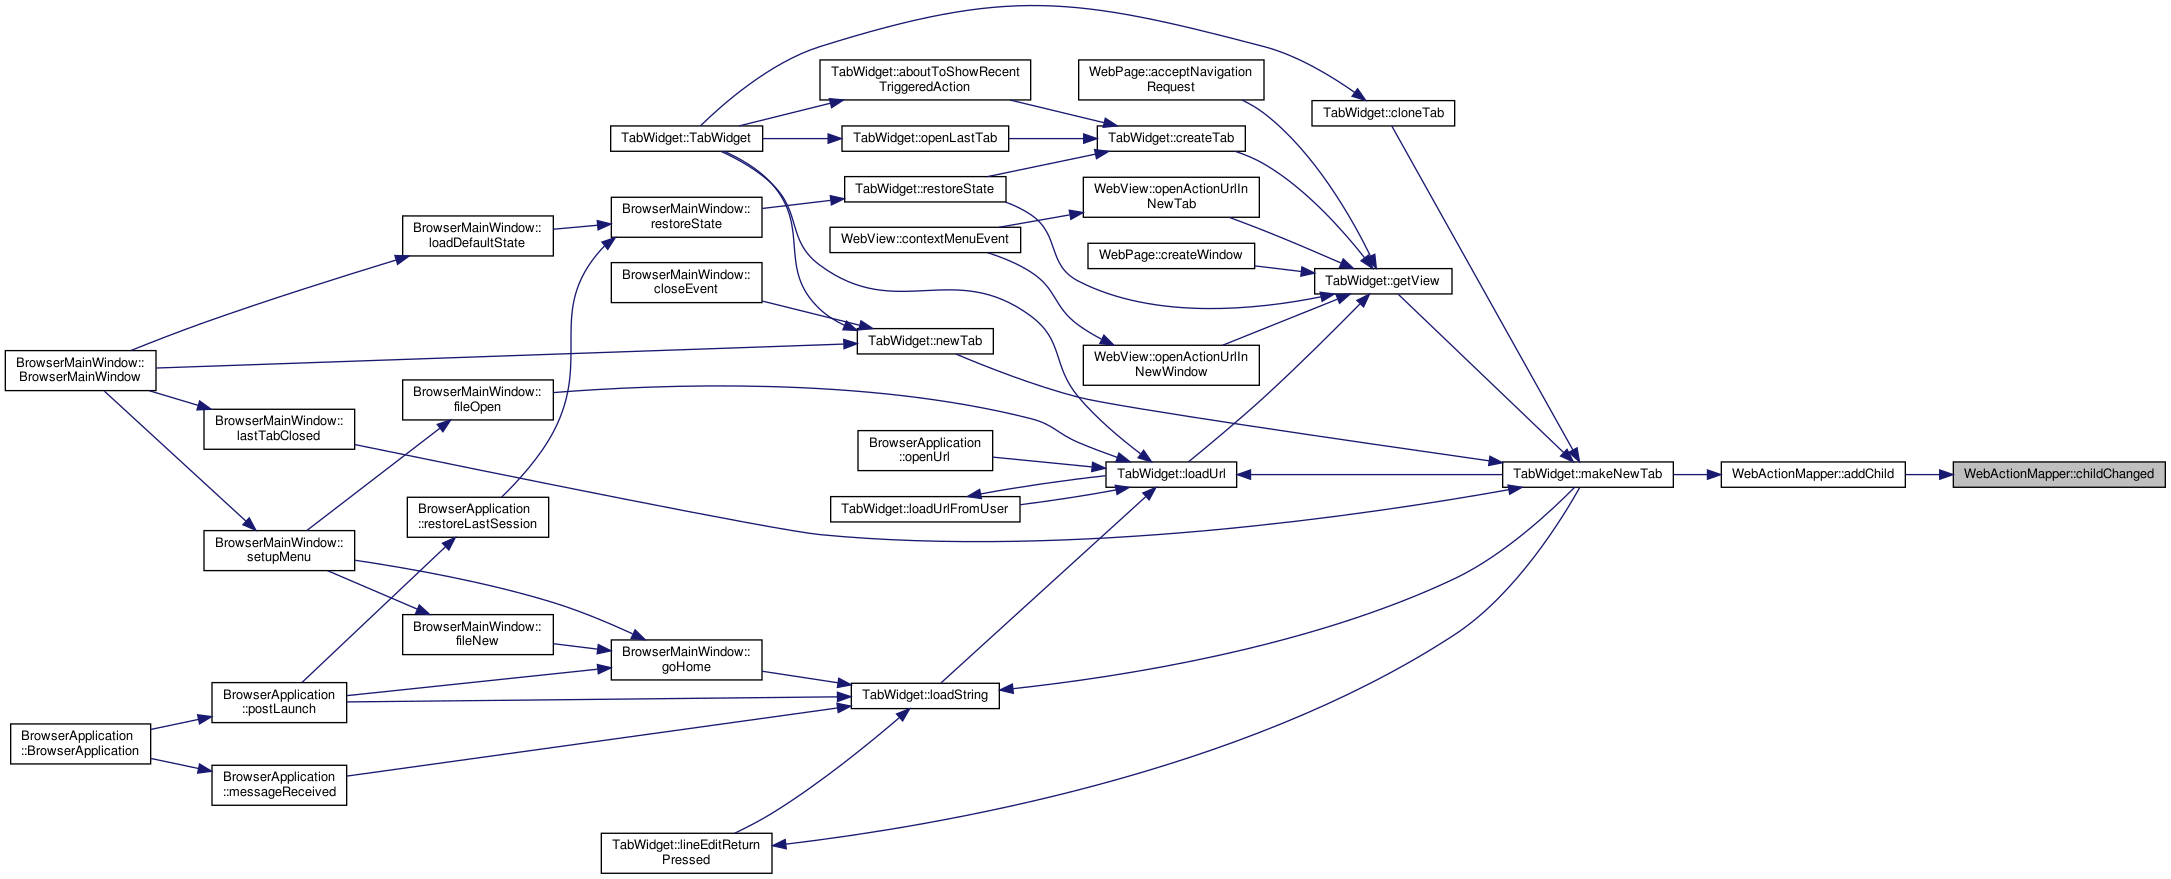 TabWidget::aboutToShowRecent
TriggeredAction
WebPage::acceptNavigation
Request
TabWidget::cloneTab
TabWidget::TabWidget
TabWidget::openLastTab
TabWidget::createTab
TabWidget::restoreState
WebView::openActionUrlIn
NewTab
BrowserMainWindow::
restoreState
BrowserMainWindow::
loadDefaultState
WebView::contextMenuEvent
WebPage::createWindow
BrowserMainWindow::
closeEvent
TabWidget::getView
TabWidget::newTab
WebView::openActionUrlIn
NewWindow
BrowserMainWindow::
BrowserMainWindow
BrowserMainWindow::
fileOpen
BrowserMainWindow::
lastTabClosed
BrowserApplication
::openUrl
TabWidget::loadUrl
TabWidget::makeNewTab
WebActionMapper::addChild
WebActionMapper::childChanged
BrowserApplication
::restoreLastSession
TabWidget::loadUrlFromUser
BrowserMainWindow::
setupMenu
BrowserMainWindow::
fileNew
BrowserMainWindow::
goHome
BrowserApplication
::postLaunch
TabWidget::loadString
BrowserApplication
::BrowserApplication
BrowserApplication
::messageReceived
TabWidget::lineEditReturn
Pressed